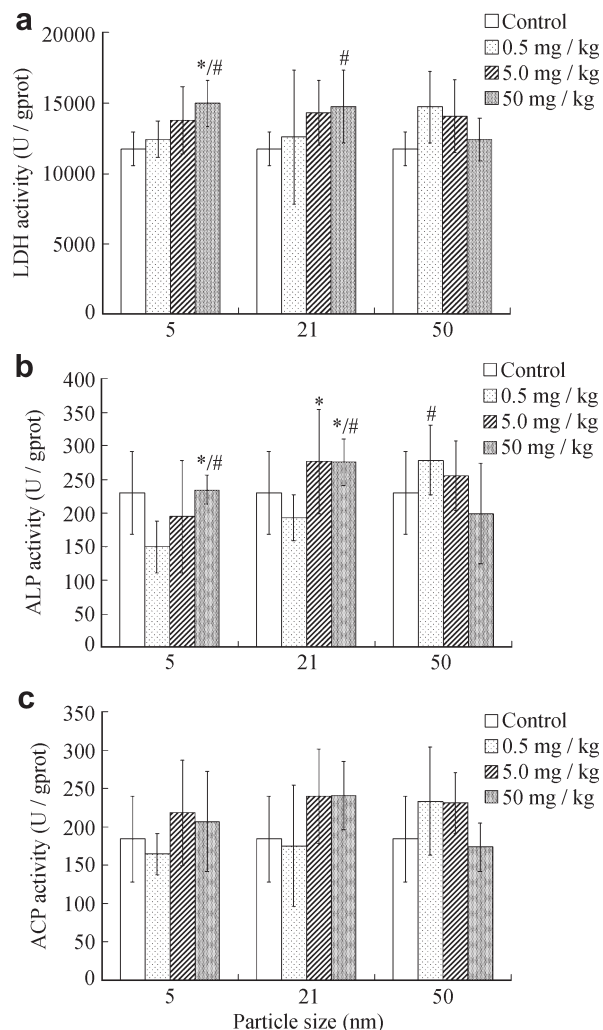 a
Control
0.5 mg / kg
5.0 mg / kg
50 mg / kg
LDH activity (U / gprot)
20000
15000
10000
5000
0
*/#
#
5
21
50
b
Control
0.5 mg / kg
5.0 mg / kg
50 mg / kg
ALP activity (U / gprot)
400
350
300
250
200
150
100
50
0
*/#
*
*/#
#
5
21
50
c
Control
0.5 mg / kg
5.0 mg / kg
50 mg / kg
ACP activity (U / gprot)
350
300
250
200
150
100
50
0
5
21
50
Particle size (nm)